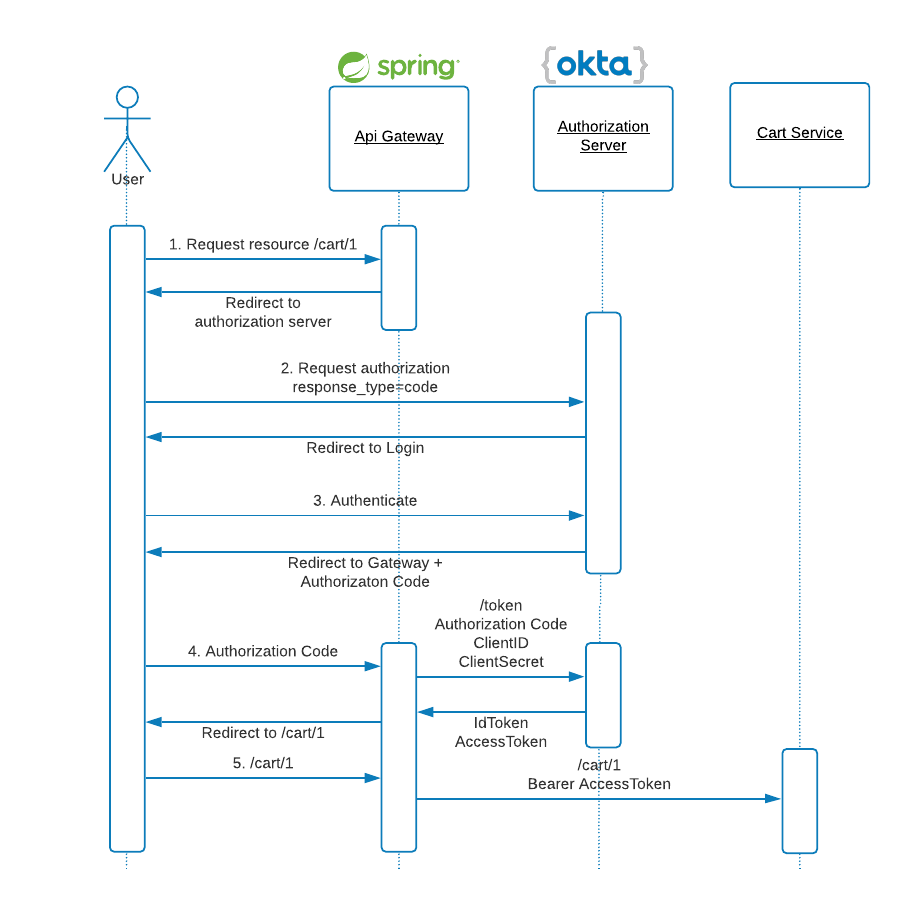 spring
{okta}
Api Gateway
Authorization
Server
Cart Service
User
1. Request resource /cart/1
Redirect to
authorization server
2. Request authorization
response_type=code
Redirect to Login
3. Authenticate
Redirect to Gateway +
Authorizaton Code
/token
Authorization Code
ClientID
ClientSecret
4. Authorization Code
IdToken
AccessToken
Redirect to /cart/1
5. /cart/1
/cart/1
Bearer AccessToken